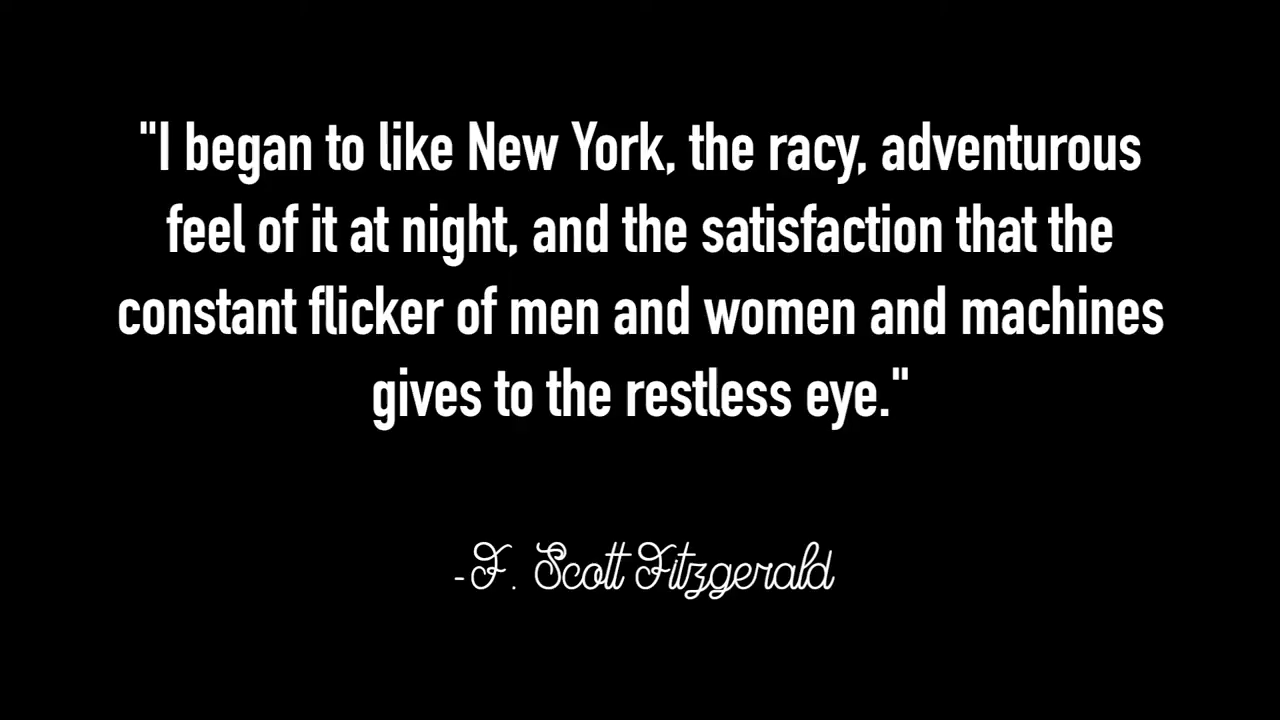 "I began to like New York, the racy, adventurous
feel of it at night, and the satisfaction that the
constant flicker of men and women and machines
gives to the restless eye."
-F. Scott Fitzgerald